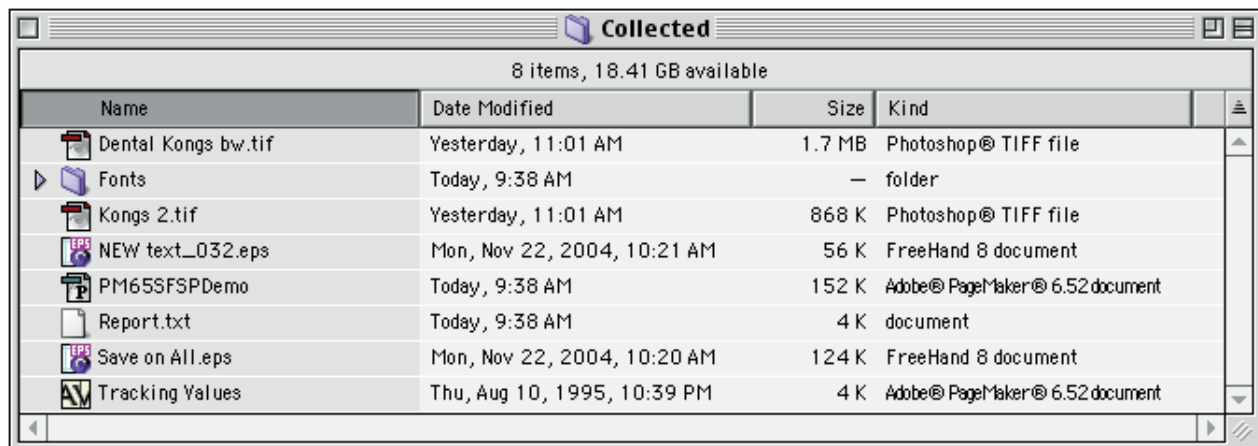 Collected
8 items, 18.41 GB available
Name Date Modified Size Kind
Dental Kongs bw.tif Yesterday, 11:01 AM 1.7 MB Photoshop® TIFF file
Fonts Today, 9:38 AM — folder
Kongs 2.tif Yesterday, 11:01 AM 868 K Photoshop® TIFF file
NEW text_032.eps Mon, Nov 22, 2004, 10:21 AM 56 K FreeHand 8 document
PM65SFSPDemo Today, 9:38 AM 152 K Adobe® PageMaker® 6.52 document
Report.txt Today, 9:38 AM 4 K document
Save on All.eps Mon, Nov 22, 2004, 10:20 AM 124 K FreeHand 8 document
Tracking Values Thu, Aug 10, 1995, 10:39 PM 4 K Adobe® PageMaker® 6.52 document